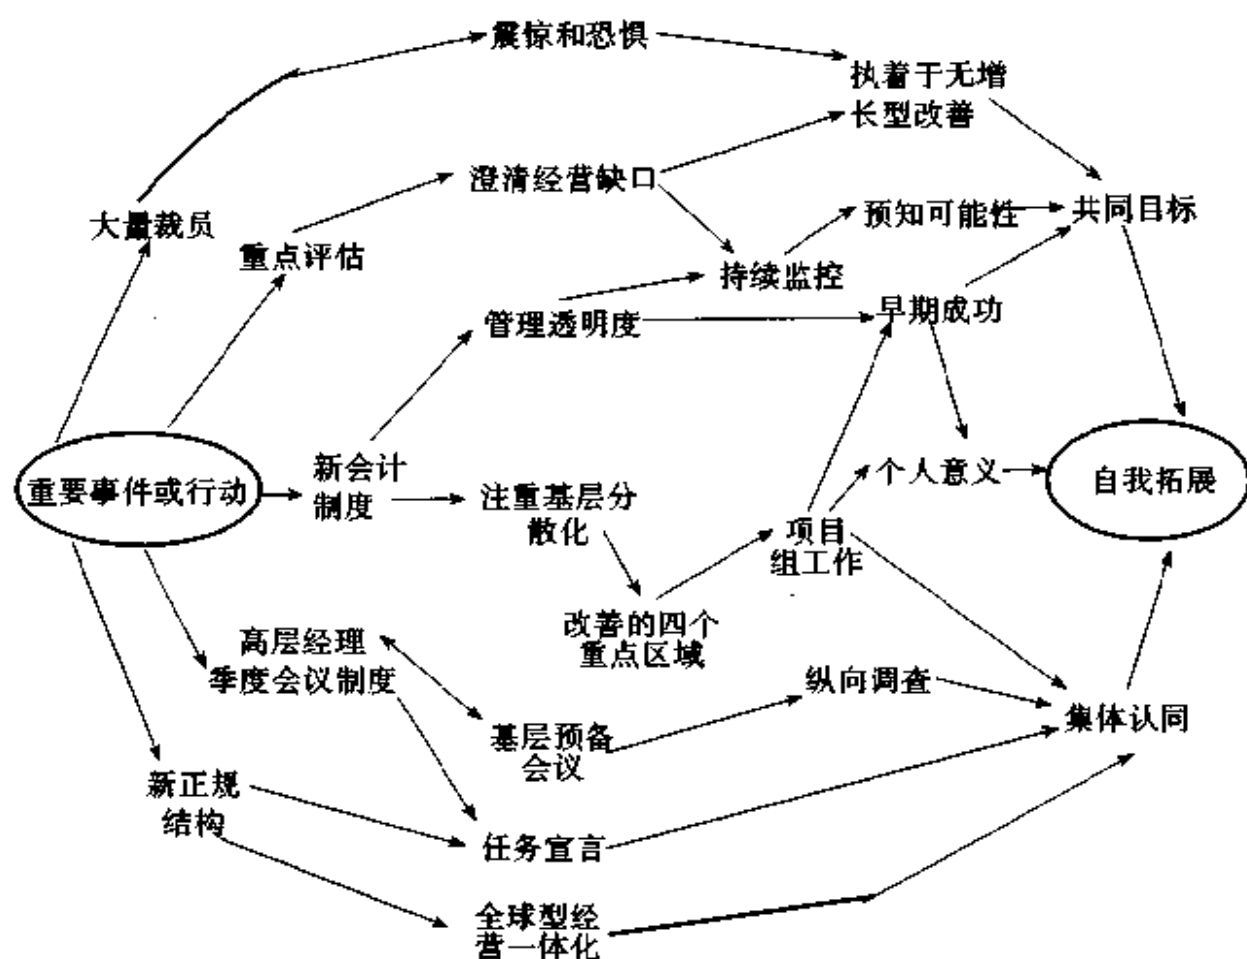 震惊和恐惧
执着于无增
长型改善
澄清经营缺口
大量裁员
重点评估
预知可能性
共同目标
持续监控
管理透明度
早期成功
重要事件或行动
新会计
制度
注重基层分
散化
个人意义
自我拓展
项目
组工作
改善的四个
重点区域
高层经理
季度会议制度
纵向调查
集体认同
基层预备
会议
新正规
结构
任务宣言
全球型经
营一体化